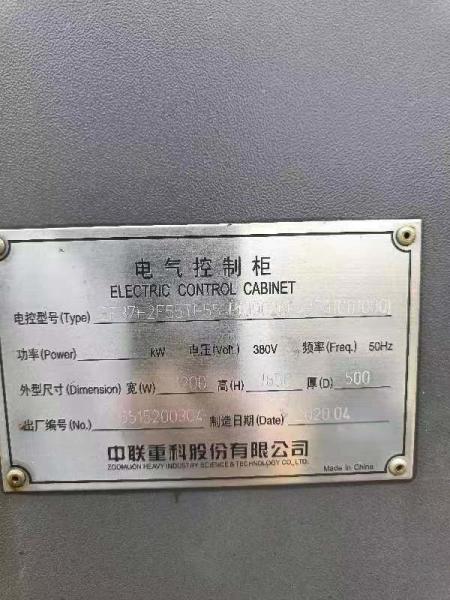 电气控制柜
ELECTRIC CONTROL CABINET
电控型号(Type)
功率(Power) kW 电压(Volt.) 380V 频率(Freq.) 50Hz
外型尺寸(Dimension) 宽(W) 1200 高(H) 厚(D) 500
出厂编号(No.) 制造日期(Date) 2020.04
中联重科股份有限公司
ZOOMLION HEAVY INDUSTRY SCIENCE & TECHNOLOGY CO.,LTD.
Made in China